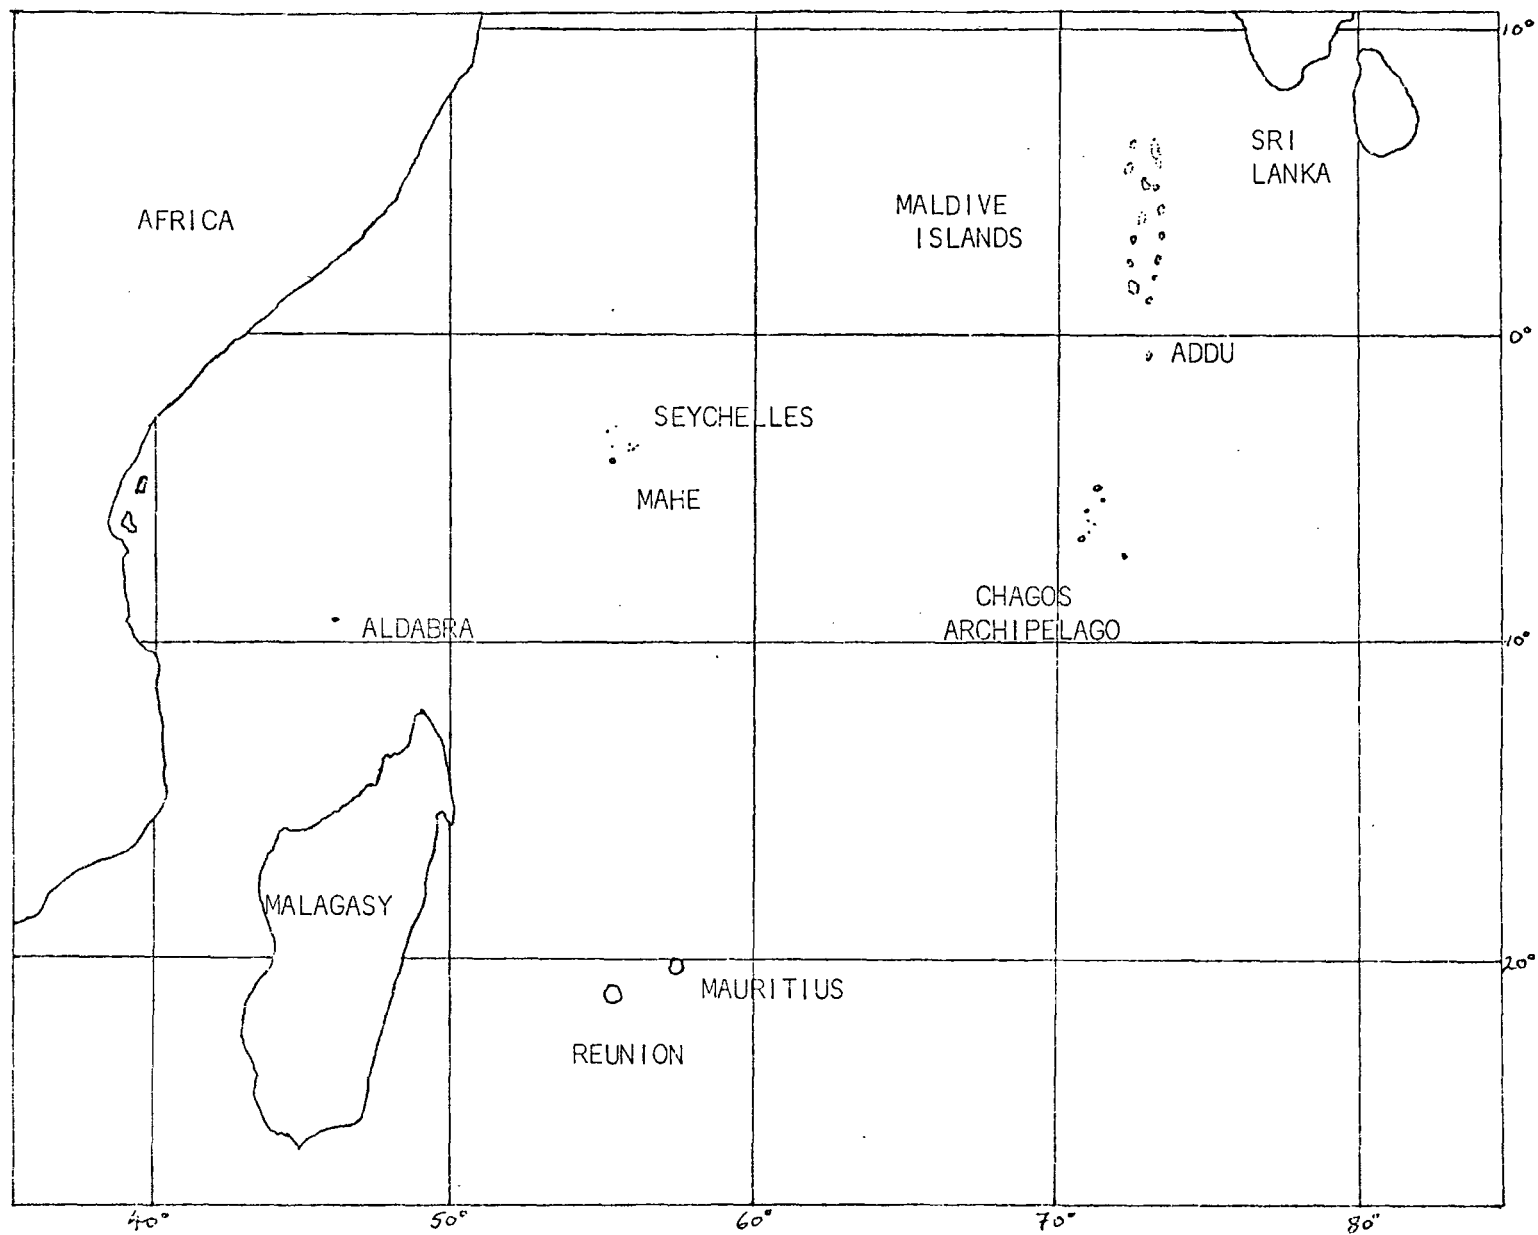 10°
SRI
LANKA
MALDIVE
ISLANDS
AFRICA
0°
ADDU
SEYCHELLES
MAHE
CHAGOS
ARCHIPELAGO
ALDABRA
10°
MALAGASY
20°
MAURITIUS
REUNION
40°
50°
60°
70°
80°